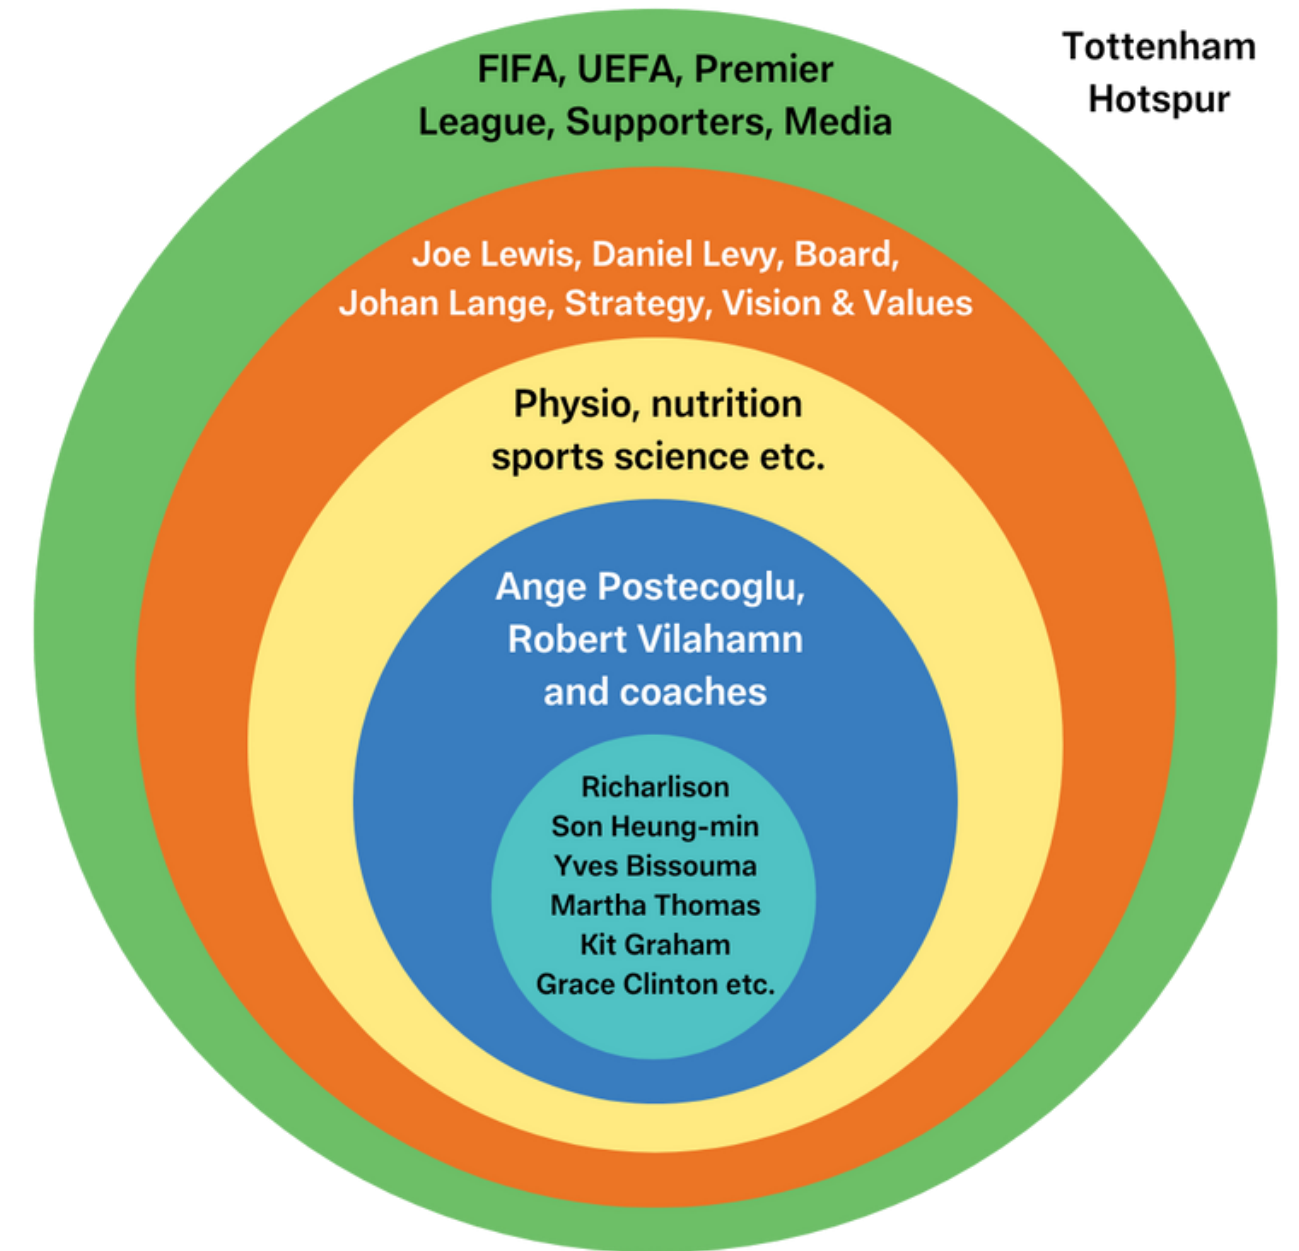 Tottenham
Hotspur
FIFA, UEFA, Premier
League, Supporters, Media
Joe Lewis, Daniel Levy, Board,
Johan Lange, Strategy, Vision & Values
Physio, nutrition
sports science etc.
Ange Postecoglu,
Robert Vilahamn
and coaches
Richarlison
Son Heung-min
Yves Bissouma
Martha Thomas
Kit Graham
Grace Clinton etc.